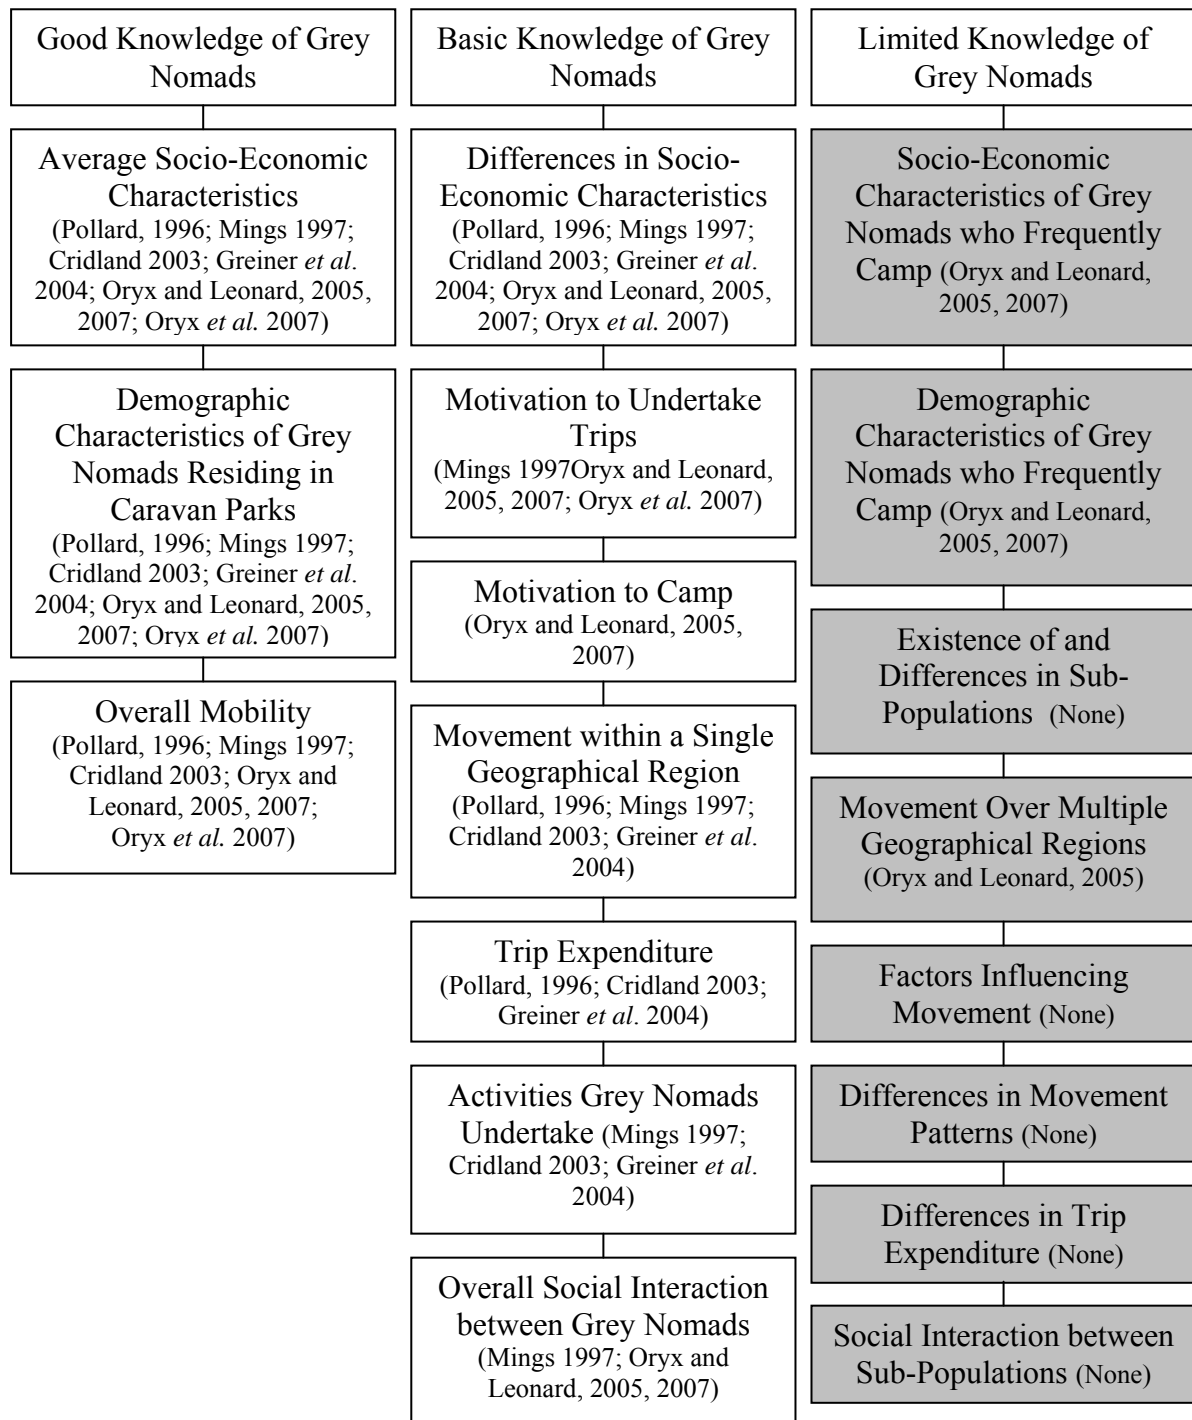 Good Knowledge of Grey
Nomads
Average Socio-Economic
Characteristics
(Pollard, 1996; Mings 1997;
Cridland 2003; Greiner et al.
2004; Oryx and Leonard, 2005,
2007; Oryx et al. 2007)
Demographic
Characteristics of Grey
Nomads Residing in
Caravan Parks
(Pollard, 1996; Mings 1997;
Cridland 2003; Greiner et al.
2004; Oryx and Leonard, 2005,
2007; Oryx et al. 2007)
Overall Mobility
(Pollard, 1996; Mings 1997;
Cridland 2003; Oryx and
Leonard, 2005, 2007;
Oryx et al. 2007)
Basic Knowledge of Grey
Nomads
Differences in Socio-
Economic Characteristics
(Pollard, 1996; Mings 1997;
Cridland 2003; Greiner et al.
2004; Oryx and Leonard, 2005,
2007; Oryx et al. 2007)
Motivation to Undertake
Trips
(Mings 1997Oryx and Leonard,
2005, 2007; Oryx et al. 2007)
Motivation to Camp
(Oryx and Leonard, 2005,
2007)
Movement within a Single
Geographical Region
(Pollard, 1996; Mings 1997;
Cridland 2003; Greiner et al.
2004)
Trip Expenditure
(Pollard, 1996; Cridland 2003;
Greiner et al. 2004)
Activities Grey Nomads
Undertake (Mings 1997;
Cridland 2003; Greiner et al.
2004)
Overall Social Interaction
between Grey Nomads
(Mings 1997; Oryx and
Leonard, 2005, 2007)
Limited Knowledge of
Grey Nomads
Socio-Economic
Characteristics of Grey
Nomads who Frequently
Camp (Oryx and Leonard,
2005, 2007)
Demographic
Characteristics of Grey
Nomads who Frequently
Camp (Oryx and Leonard,
2005, 2007)
Existence of and
Differences in Sub-
Populations (None)
Movement Over Multiple
Geographical Regions
(Oryx and Leonard, 2005)
Factors Influencing
Movement (None)
Differences in Movement
Patterns (None)
Differences in Trip
Expenditure (None)
Social Interaction between
Sub-Populations (None)